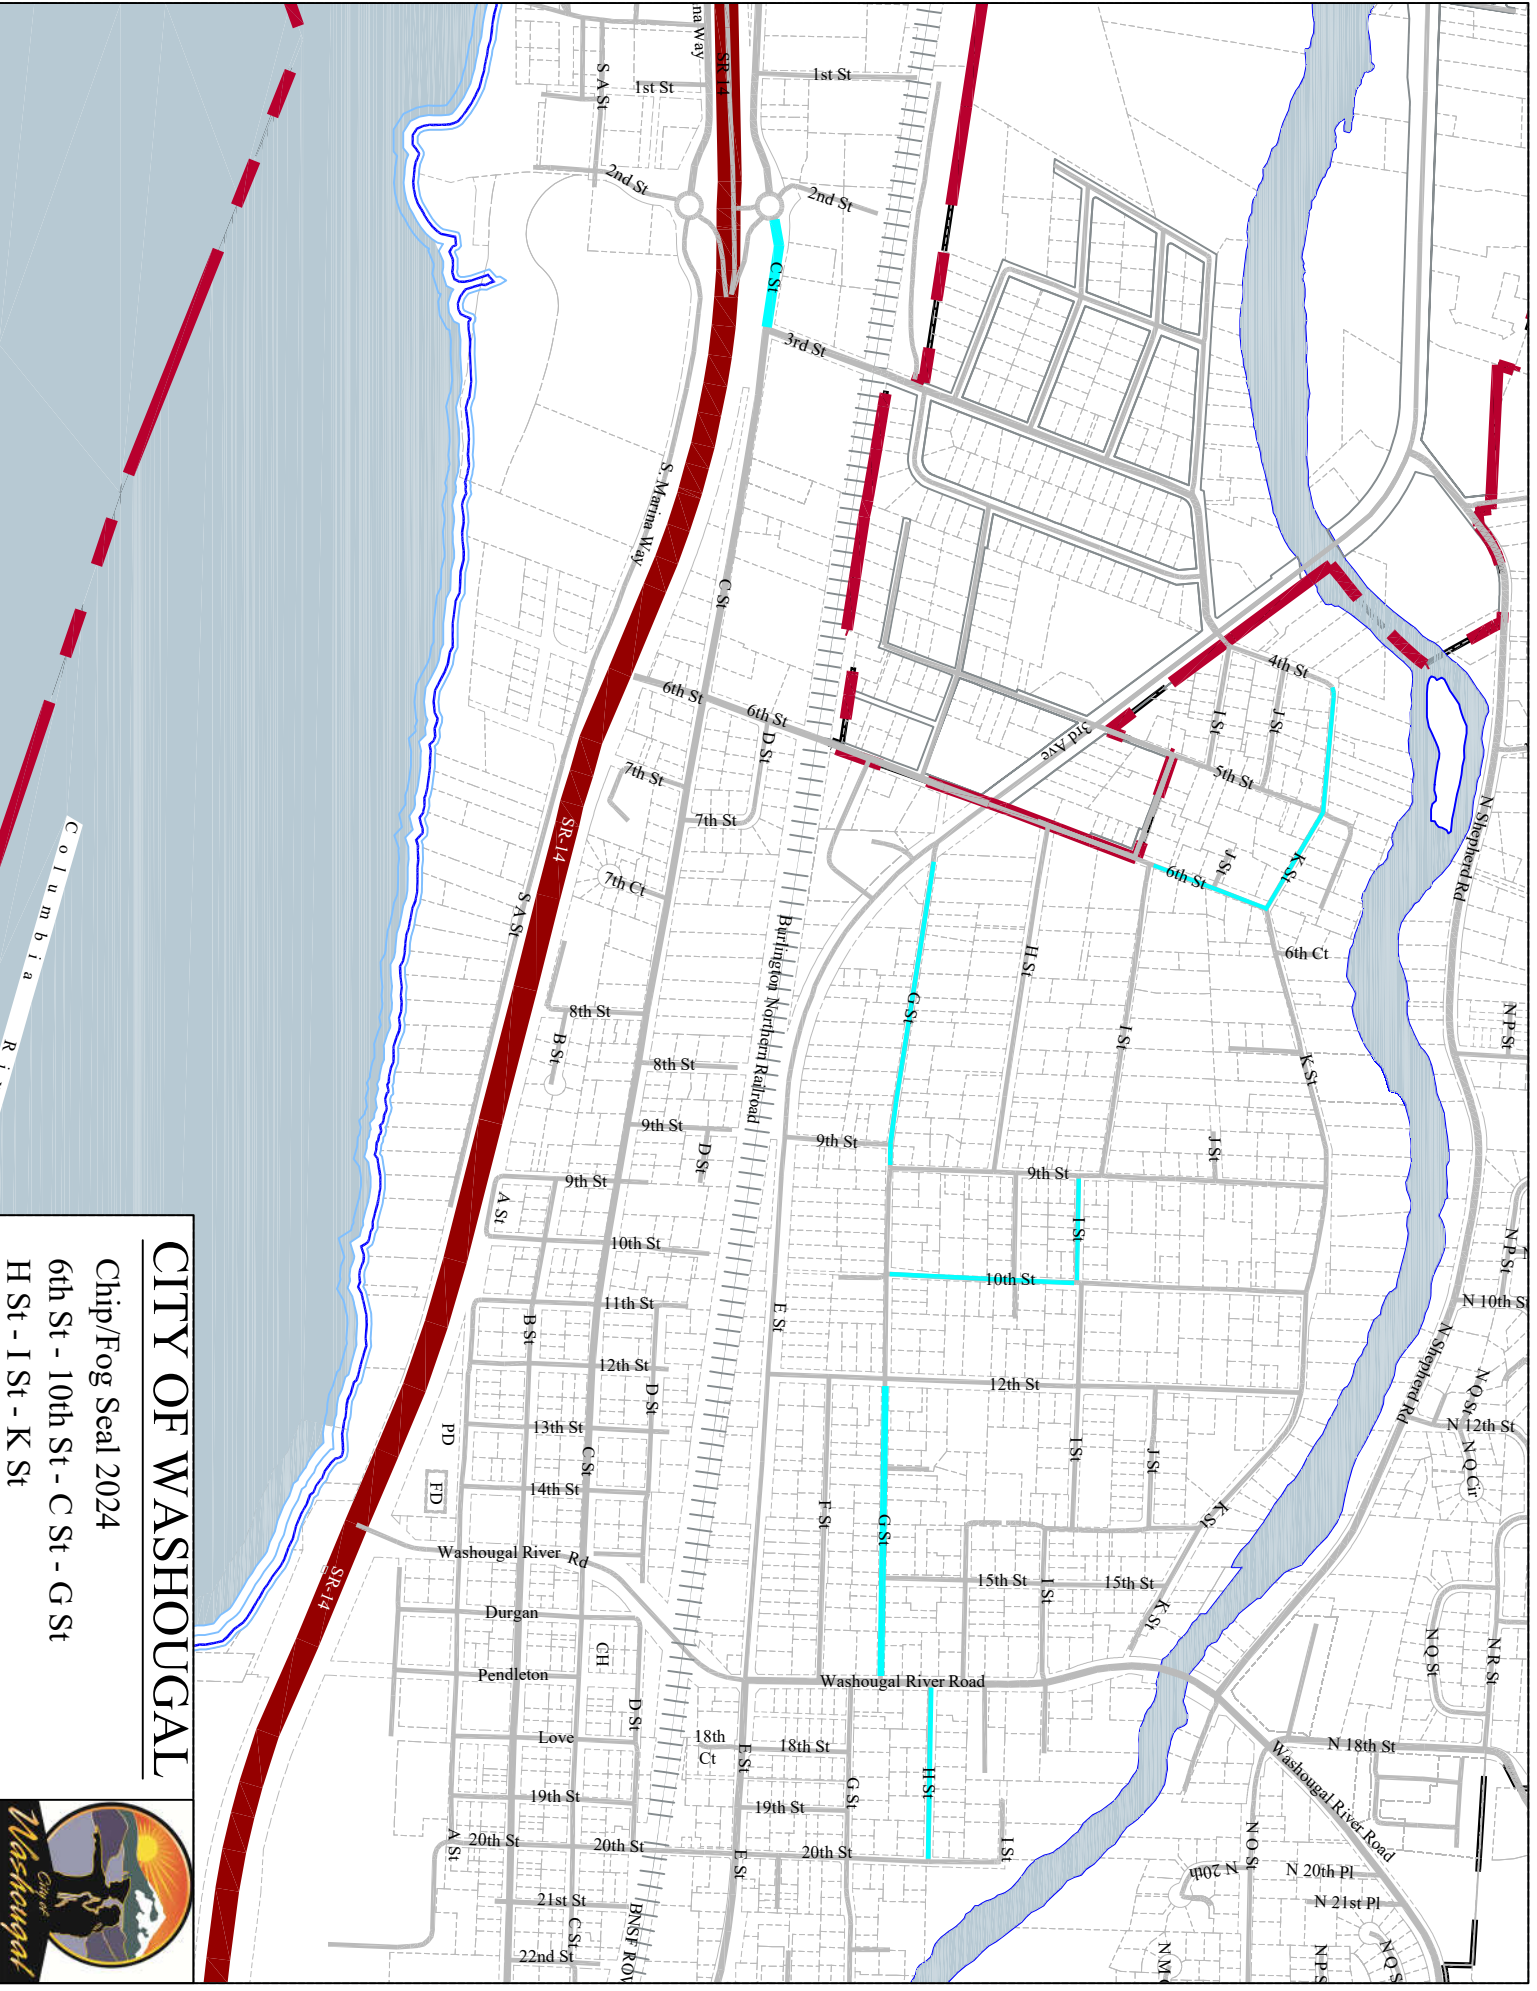 CITY OF WASHOUGAL
Chip/Fog Seal 2024
6th St - 10th St - C St - G St
H St - I St - K St
City of
Washougal
Columbia
SR 14
1st St
S A St
1st St
2nd St
2nd St
C St
3rd St
S. Marina Way
C St
6th St
6th St
D St
7th St
7th St
7th Ct
SR-14
S A St
3rd Ave
4th St
I St
J St
5th St
J St
K St
6th St
6th Ct
N Shepherd Rd
Burlington Northern Railroad
G St
H St
I St
K St
N P St
8th St
B St
8th St
9th St
D St
9th St
9th St
J St
9th St
A St
10th St
I St
10th St
N P St
N 10th S
11th St
B St
E St
12th St
D St
12th St
N Shepherd Rd
N Q St
N 12th St
N Q Cir
PD
13th St
C St
14th St
FD
F St
G St
I St
J St
K St
Washougal River Rd
15th St
I St
15th St
K St
SR-14
Durgan
CH
Pendleton
Washougal River Road
N Q St
N R St
D St
Love
18th
Ct
E St
18th St
N 18th St
Washougal River Road
19th St
19th St
G St
H St
I St
A St
20th St
20th St
E St
20th St
N O St
N 20th
N 20th Pl
N 21st Pl
21st St
C St
BNSF ROW
22nd St
N M
N P S
N Q S